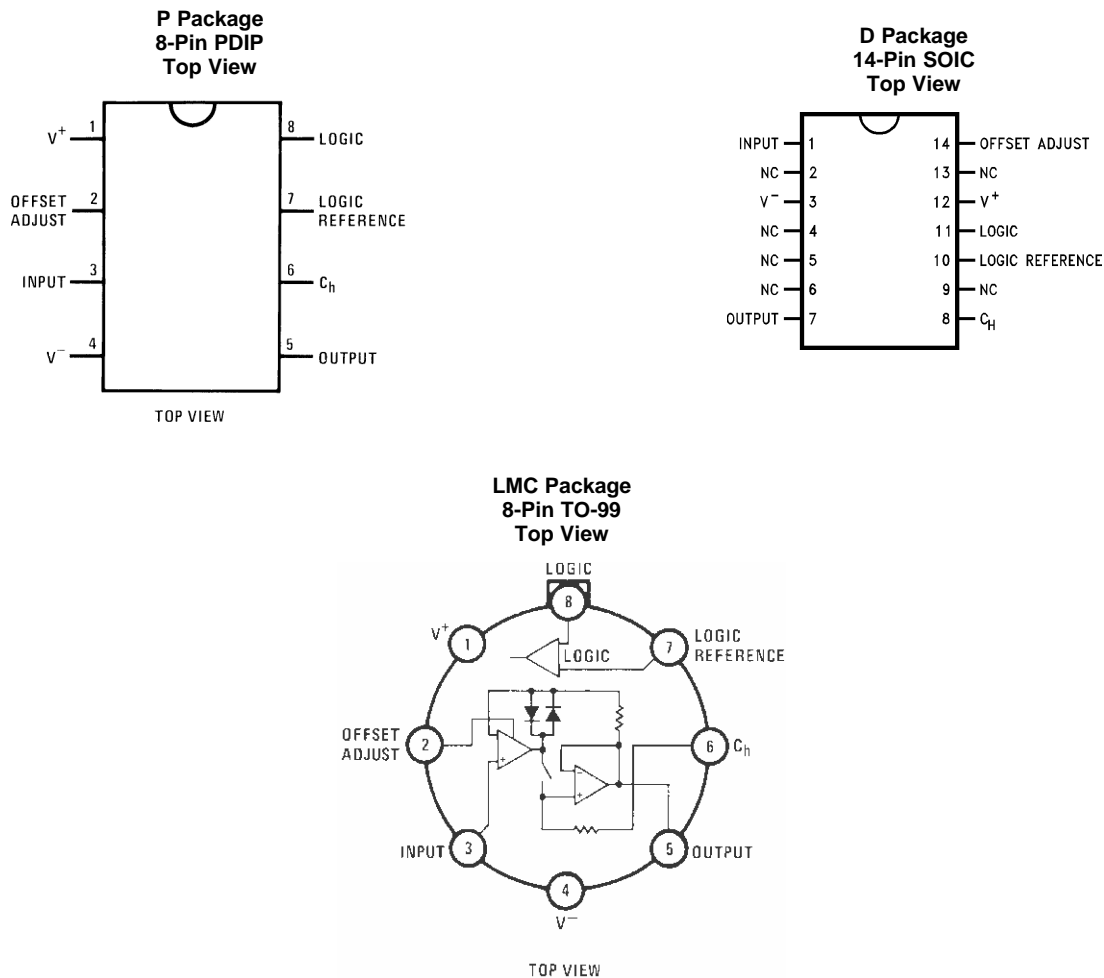 P Package
8-Pin PDIP
Top View
1
V+
8
LOGIC
2
OFFSET
ADJUST
7
LOGIC
REFERENCE
3
INPUT
6
Ch
4
V−
5
OUTPUT
TOP VIEW
D Package
14-Pin SOIC
Top View
INPUT 1
14 OFFSET ADJUST
NC 2
13 NC
V− 3
12 V+
NC 4
11 LOGIC
NC 5
10 LOGIC REFERENCE
NC 6
9 NC
OUTPUT 7
8 CH
LMC Package
8-Pin TO-99
Top View
LOGIC
8
V+
1
LOGIC
7
LOGIC
REFERENCE
OFFSET
ADJUST
2
6
Ch
+
−
+
INPUT
3
5
OUTPUT
4
V−
TOP VIEW